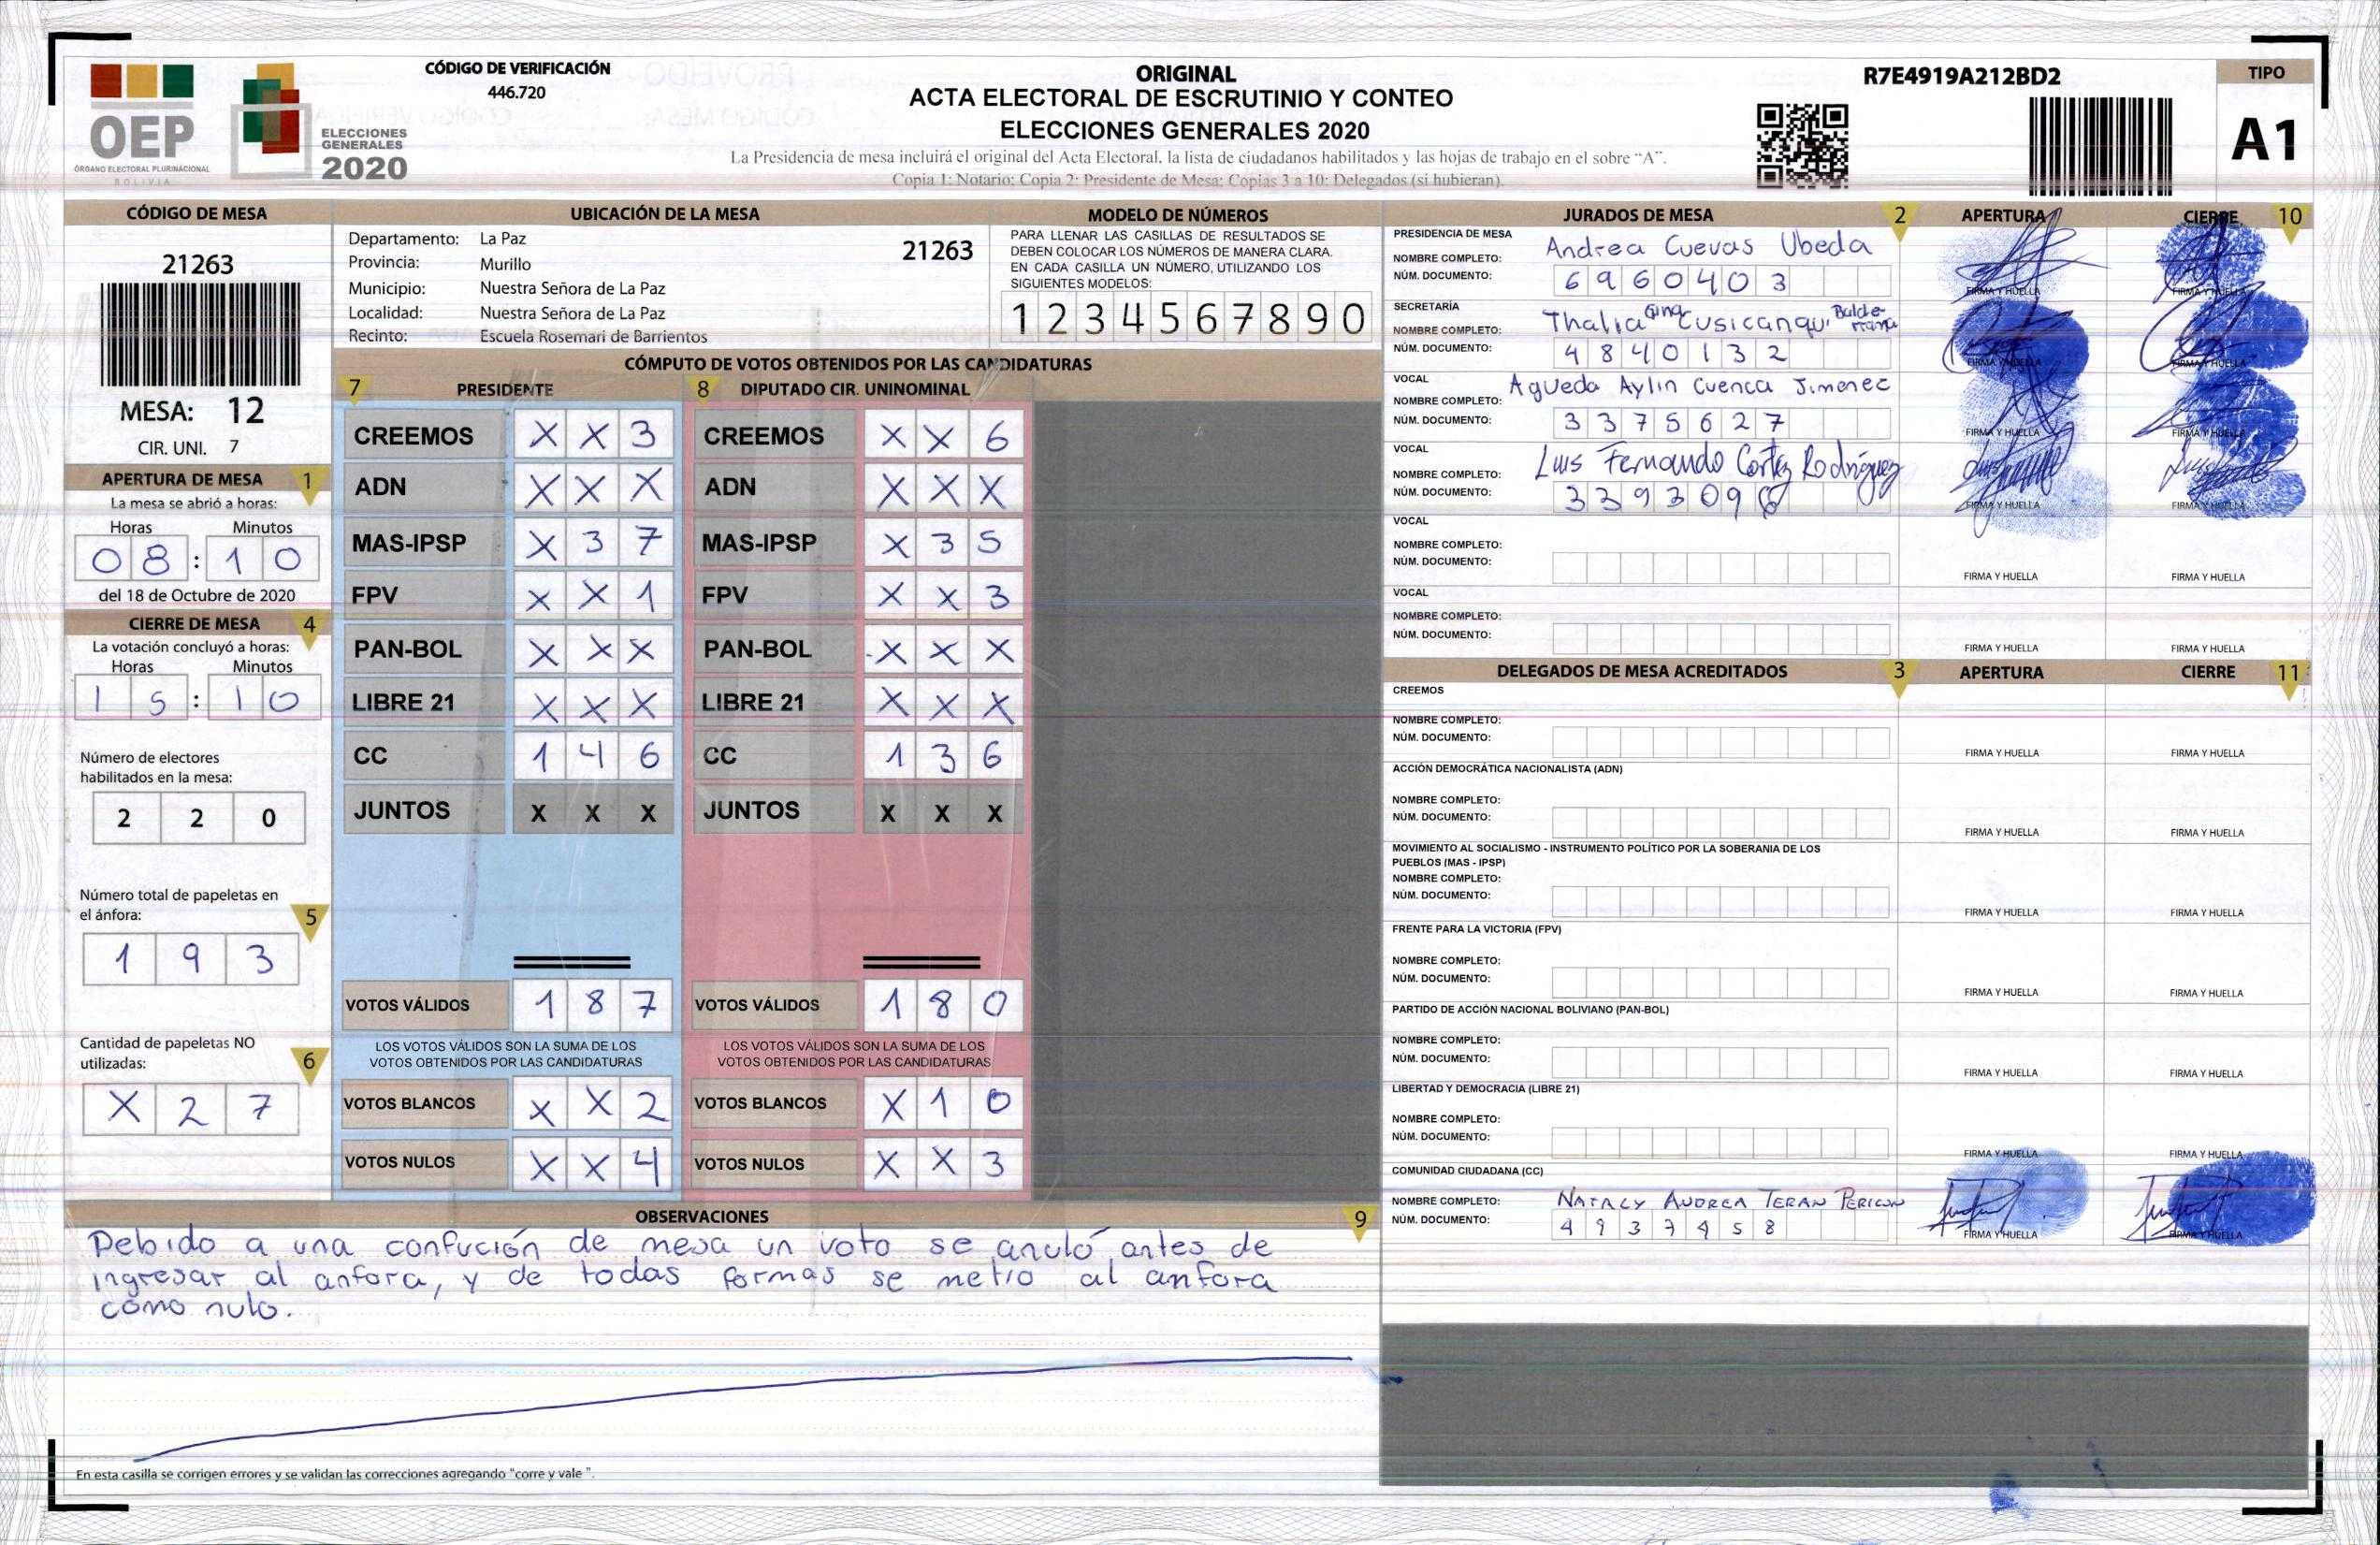 OEP
ÓRGANO ELECTORAL PLURINACIONAL
BOLIVIA
ELECCIONES
GENERALES
2020
CÓDIGO DE VERIFICACIÓN
446.720
ORIGINAL
ACTA ELECTORAL DE ESCRUTINIO Y CONTEO
ELECCIONES GENERALES 2020
La Presidencia de mesa incluirá el original del Acta Electoral, la lista de ciudadanos habilitados y las hojas de trabajo en el sobre "A".
Copia 1: Notario; Copia 2: Presidente de Mesa; Copias 3 a 10: Delegados (si hubieran).
R7E4919A212BD2
TIPO
A1
CÓDIGO DE MESA
21263
MESA: 12
CIR. UNI. 7
APERTURA DE MESA 1
La mesa se abrió a horas:
Horas Minutos
08:10
del 18 de Octubre de 2020
CIERRE DE MESA 4
La votación concluyó a horas:
Horas Minutos
15:10
Número de electores
habilitados en la mesa:
2 2 0
Número total de papeletas en
el ánfora: 5
1 9 3
Cantidad de papeletas NO
utilizadas: 6
X 2 7
UBICACIÓN DE LA MESA
Departamento: La Paz 21263
Provincia: Murillo
Municipio: Nuestra Señora de La Paz
Localidad: Nuestra Señora de La Paz
Recinto: Escuela Rosemari de Barrientos
MODELO DE NÚMEROS
PARA LLENAR LAS CASILLAS DE RESULTADOS SE
DEBEN COLOCAR LOS NÚMEROS DE MANERA CLARA.
EN CADA CASILLA UN NÚMERO, UTILIZANDO LOS
SIGUIENTES MODELOS:
1 2 3 4 5 6 7 8 9 0
CÓMPUTO DE VOTOS OBTENIDOS POR LAS CANDIDATURAS
7 PRESIDENTE 8 DIPUTADO CIR. UNINOMINAL
CREEMOS X X 3 CREEMOS X X 6
ADN X X X ADN X X X
MAS-IPSP X 3 7 MAS-IPSP X 3 5
FPV X X 1 FPV X X 3
PAN-BOL X X X PAN-BOL X X X
LIBRE 21 X X X LIBRE 21 X X X
CC 1 4 6 CC 1 3 6
JUNTOS X X X JUNTOS X X X
VOTOS VÁLIDOS 1 8 7 VOTOS VÁLIDOS 1 8 0
LOS VOTOS VÁLIDOS SON LA SUMA DE LOS LOS VOTOS VÁLIDOS SON LA SUMA DE LOS
VOTOS OBTENIDOS POR LAS CANDIDATURAS VOTOS OBTENIDOS POR LAS CANDIDATURAS
VOTOS BLANCOS X X 2 VOTOS BLANCOS X 1 0
VOTOS NULOS X X 4 VOTOS NULOS X X 3
OBSERVACIONES 9
Debido a una confución de mesa un voto se anuló antes de
ingresar al anfora, y de todas formas se metio al anfora
como nulo.
En esta casilla se corrigen errores y se validan las correcciones agregando "corre y vale ".
JURADOS DE MESA 2 APERTURA CIERRE 10
PRESIDENCIA DE MESA
NOMBRE COMPLETO: Andrea Cuevas Ubeda
NÚM. DOCUMENTO: 6960403
FIRMA Y HUELLA FIRMA Y HUELLA
SECRETARÍA
NOMBRE COMPLETO: Thalia Gina Cusicanqui Balderrama
NÚM. DOCUMENTO: 4840132
FIRMA Y HUELLA FIRMA Y HUELLA
VOCAL
NOMBRE COMPLETO: Agueda Aylin Cuenca Jimenec
NÚM. DOCUMENTO: 3375627
FIRMA Y HUELLA FIRMA Y HUELLA
VOCAL
NOMBRE COMPLETO: Luis Fernando Cortez Rodríguez
NÚM. DOCUMENTO:
FIRMA Y HUELLA FIRMA Y HUELLA
VOCAL
NOMBRE COMPLETO:
NÚM. DOCUMENTO:
FIRMA Y HUELLA FIRMA Y HUELLA
VOCAL
NOMBRE COMPLETO:
NÚM. DOCUMENTO:
FIRMA Y HUELLA FIRMA Y HUELLA
DELEGADOS DE MESA ACREDITADOS 3 APERTURA CIERRE 11
CREEMOS
NOMBRE COMPLETO:
NÚM. DOCUMENTO:
FIRMA Y HUELLA FIRMA Y HUELLA
ACCIÓN DEMOCRÁTICA NACIONALISTA (ADN)
NOMBRE COMPLETO:
NÚM. DOCUMENTO:
FIRMA Y HUELLA FIRMA Y HUELLA
MOVIMIENTO AL SOCIALISMO - INSTRUMENTO POLÍTICO POR LA SOBERANIA DE LOS
PUEBLOS (MAS - IPSP)
NOMBRE COMPLETO:
NÚM. DOCUMENTO:
FIRMA Y HUELLA FIRMA Y HUELLA
FRENTE PARA LA VICTORIA (FPV)
NOMBRE COMPLETO:
NÚM. DOCUMENTO:
FIRMA Y HUELLA FIRMA Y HUELLA
PARTIDO DE ACCIÓN NACIONAL BOLIVIANO (PAN-BOL)
NOMBRE COMPLETO:
NÚM. DOCUMENTO:
FIRMA Y HUELLA FIRMA Y HUELLA
LIBERTAD Y DEMOCRACIA (LIBRE 21)
NOMBRE COMPLETO:
NÚM. DOCUMENTO:
FIRMA Y HUELLA FIRMA Y HUELLA
COMUNIDAD CIUDADANA (CC)
NOMBRE COMPLETO: NATALY ANDREA TERAN PERICON
NÚM. DOCUMENTO: 4937458
FIRMA Y HUELLA FIRMA Y HUELLA